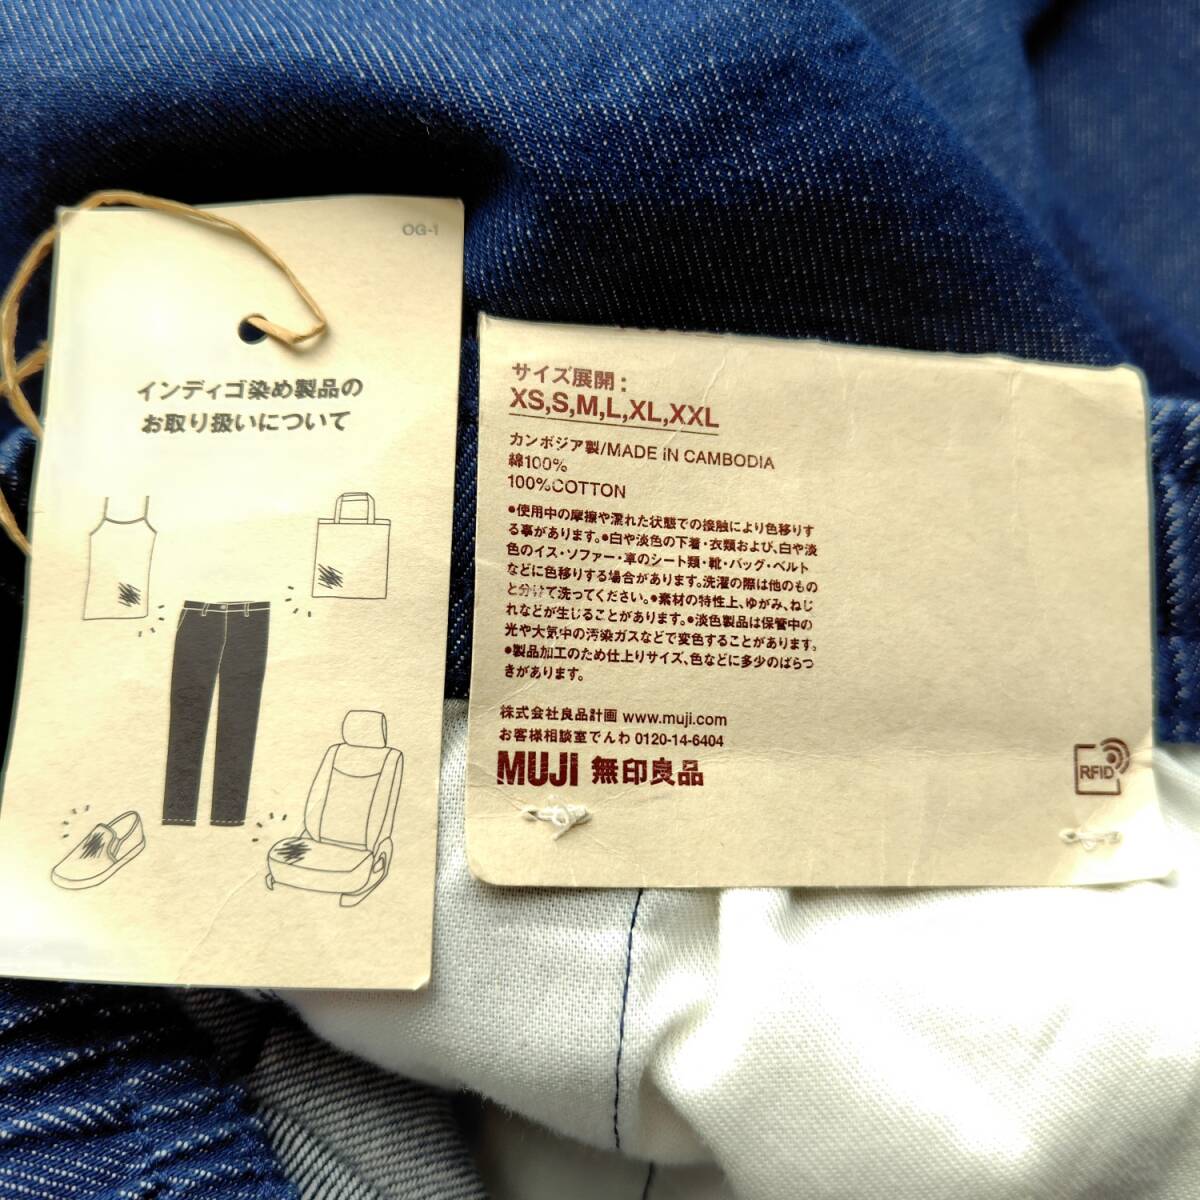 OG-1
インディゴ染め製品の
お取り扱いについて
サイズ展開：
XS,S,M,L,XL,XXL
カンボジア製/MADE IN CAMBODIA
綿100%
100%COTTON
●使用中の摩擦や濡れた状態での接触により色移りす
る事があります。●白や淡色の下着・衣類および、白や淡
色のイス・ソファー・車のシート類・靴・バッグ・ベルト
などに色移りする場合があります。洗濯の際は他のもの
と分けて洗ってください。●素材の特性上、ゆがみ、ねじ
れなどが生じることがあります。●淡色製品は保管中の
光や大気中の汚染ガスなどで変色することがあります。
●製品加工のため仕上りサイズ、色などに多少のばらつ
きがあります。
株式会社良品計画 www.muji.com
お客様相談室でんわ 0120-14-6404
MUJI 無印良品
RFID